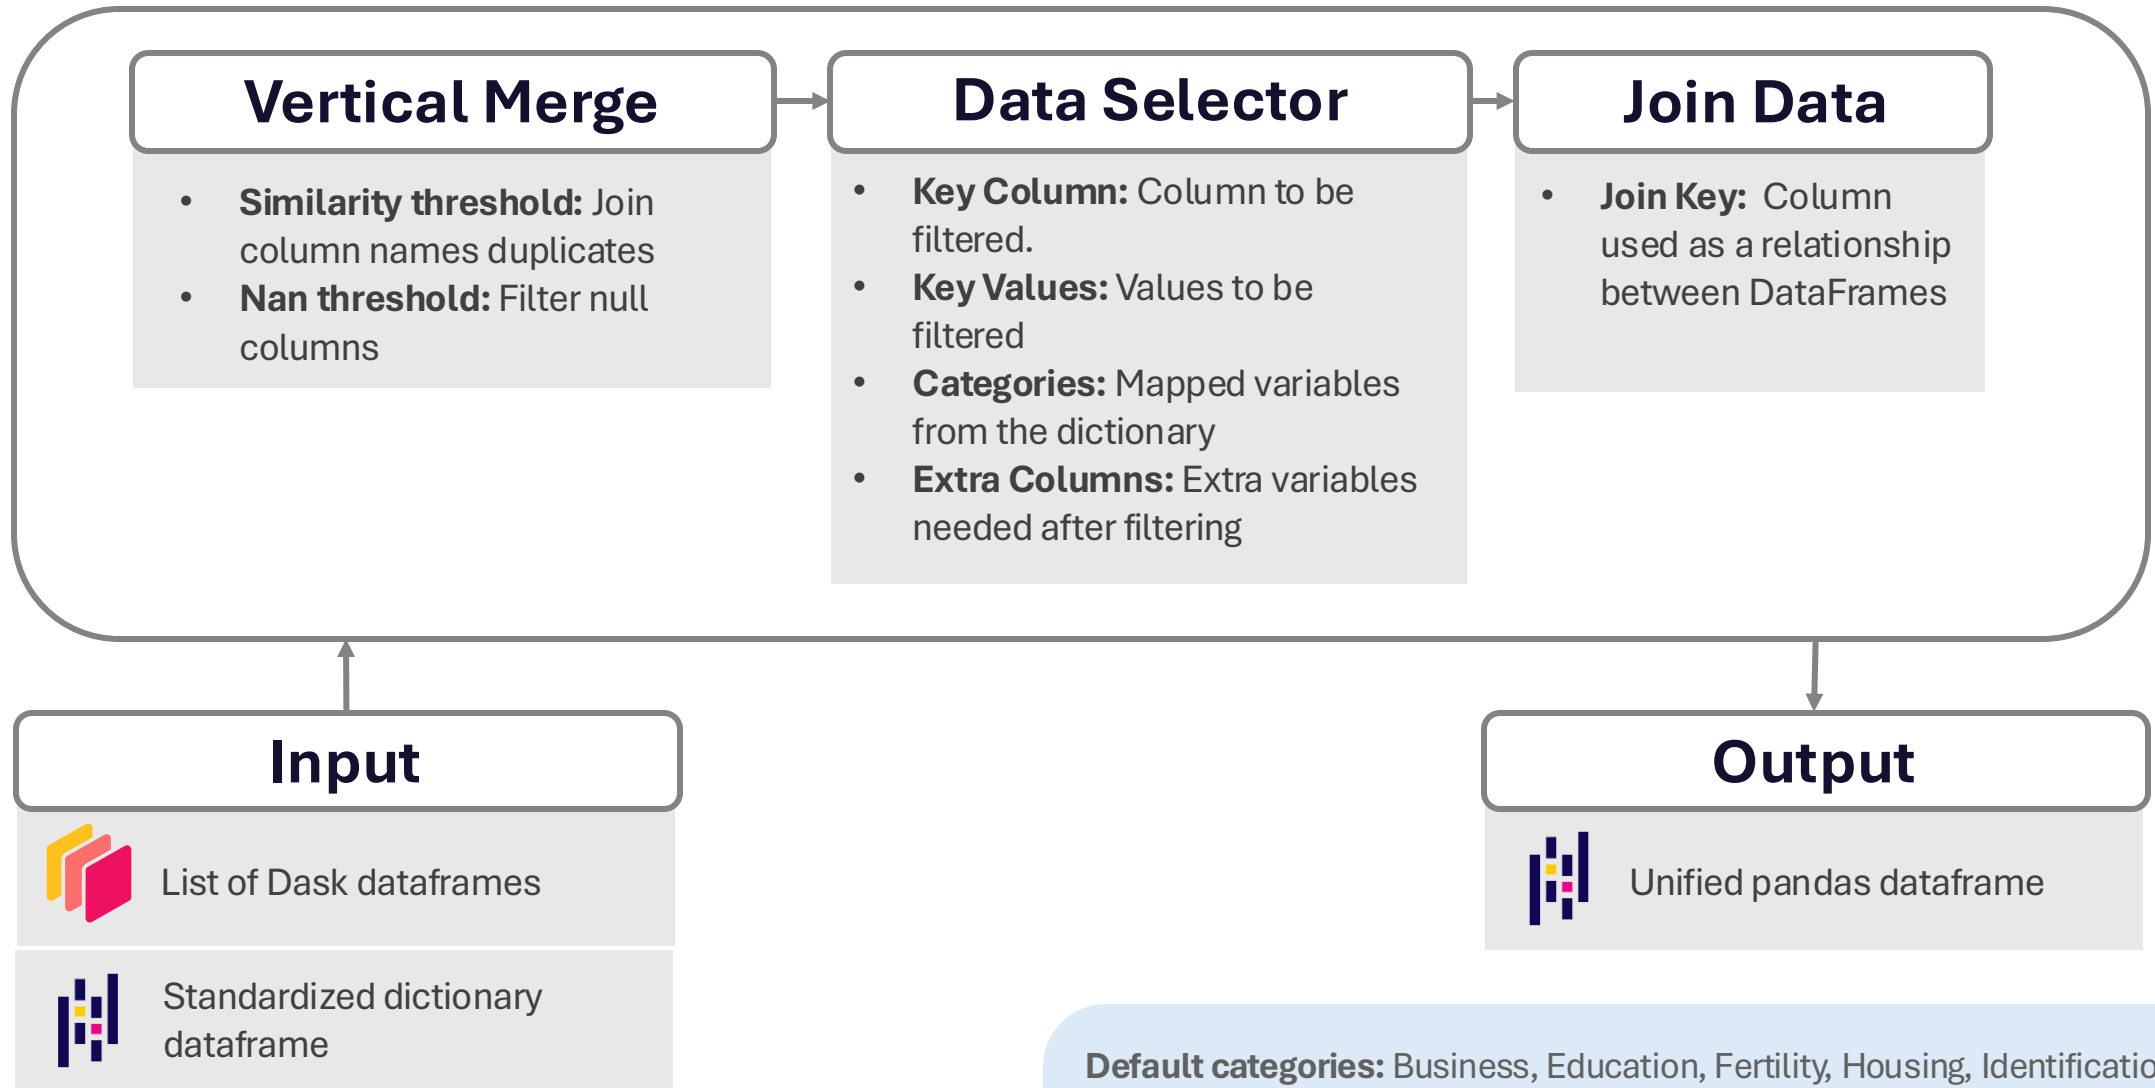 Vertical Merge
• Similarity threshold: Join
column names duplicates
• Nan threshold: Filter null
columns
Data Selector
• Key Column: Column to be
filtered.
• Key Values: Values to be
filtered
• Categories: Mapped variables
from the dictionary
• Extra Columns: Extra variables
needed after filtering
Join Data
• Join Key: Column
used as a relationship
between DataFrames
Input
List of Dask dataframes
Standardized dictionary
dataframe
Output
Unified pandas dataframe
Default categories: Business, Education, Fertility, Housing,